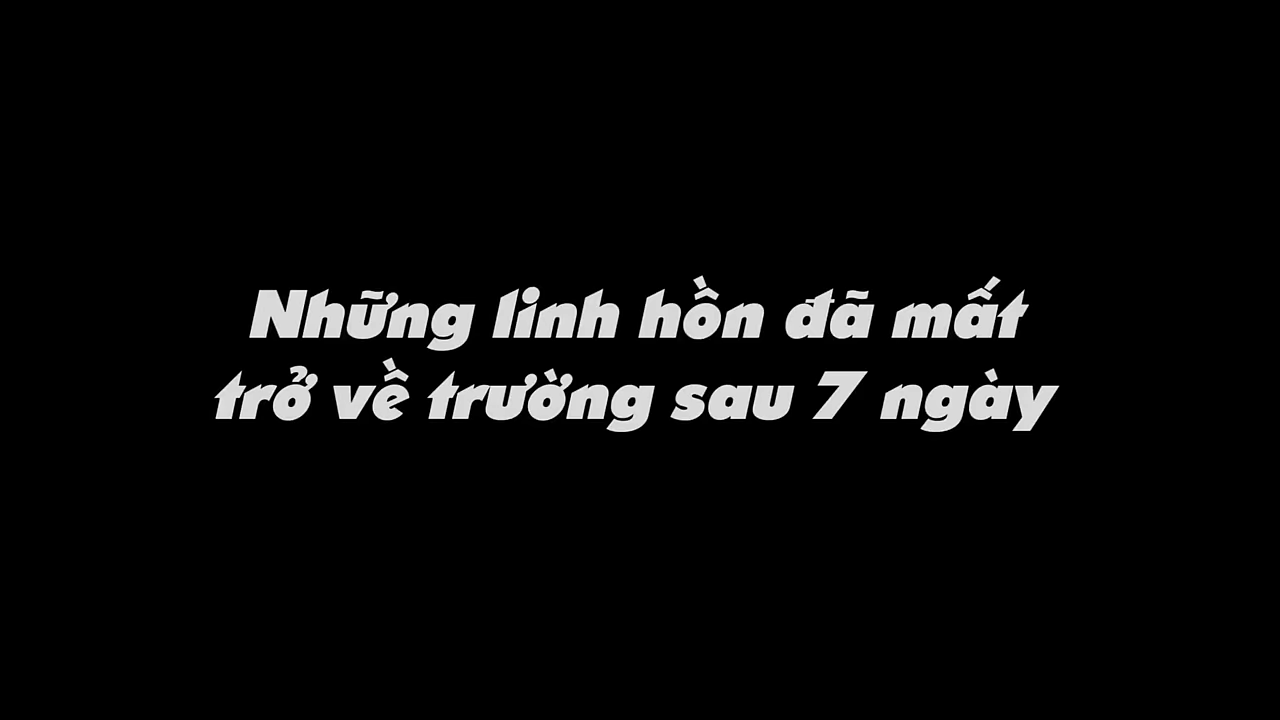 Những linh hồn đã mất
trở về trường sau 7 ngày